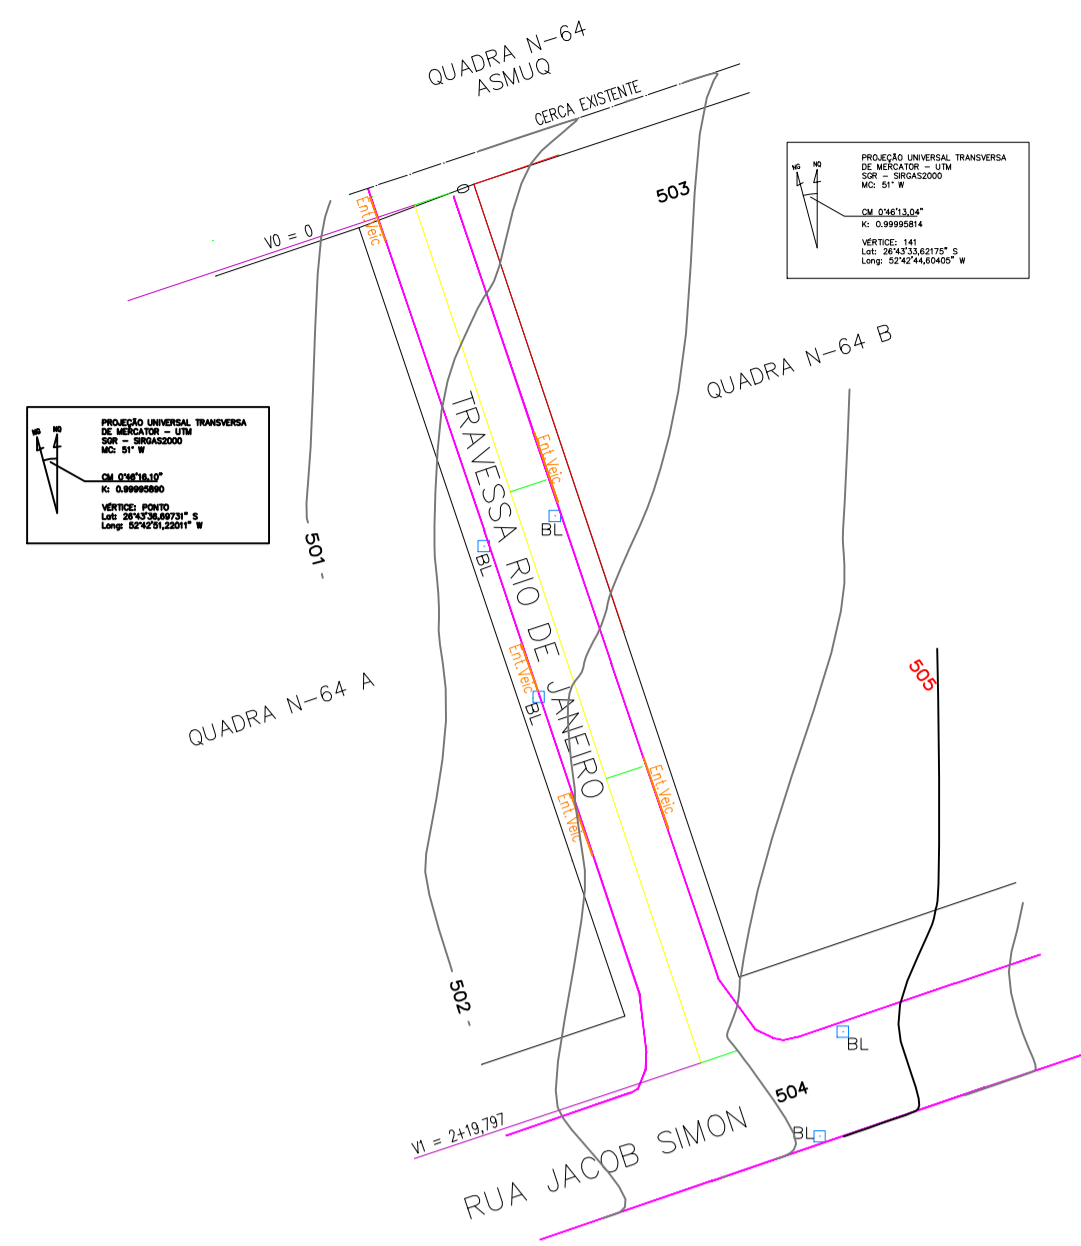 QUADRA N-64
ASMUQ
CERCA EXISTENTE
PROJEÇÃO UNIVERSAL TRANSVERSA
DE MERCATOR - UTM
SGR - SIRGAS2000
MC: 51° W
NG NQ
CM 0°46'13,04"
K: 0.99995814
VÉRTICE: 141
Lat: 26°43'33,62175" S
Long: 52°42'44,60405" W
503
0
Ent.Veic
V0 = 0
QUADRA N-64 B
TRAVESSA RIO DE JANEIRO
PROJEÇÃO UNIVERSAL TRANSVERSA
DE MERCATOR - UTM
SGR - SIRGAS2000
MC: 51° W
NG NQ
CM 0°46'16,10"
K: 0.99995890
VÉRTICE: PONTO
Lat: 26°43'38,69731" S
Long: 52°42'51,22011" W
Ent.Veic
BL
- 501 -
BL
Ent.Veic
505
QUADRA N-64 A
BL
Ent.Veic
Ent.Veic
- 502 -
BL
504
V1 = 2+19,797
BL
RUA JACOB SIMON